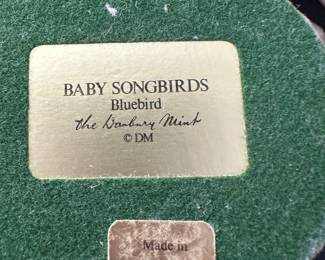 BABY SONGBIRDS
Bluebird
The Danbury Mint
© DM
Made in